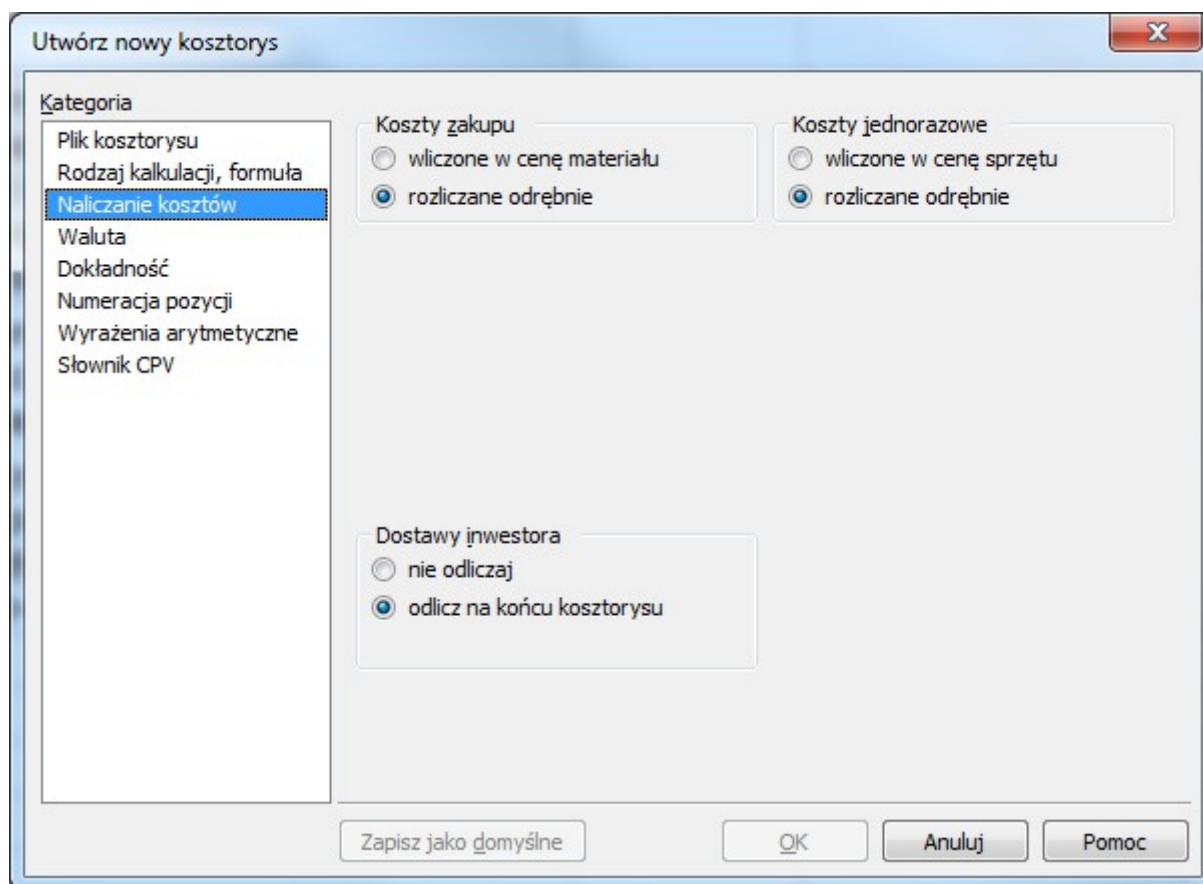 Utwórz nowy kosztorys
Kategoria
Plik kosztorysu
Rodzaj kalkulacji, formuła
Naliczanie kosztów
Waluta
Dokładność
Numeracja pozycji
Wyrażenia arytmetyczne
Słownik CPV
Koszty zakupu
wliczone w cenę materiału
rozliczane odrębnie
Koszty jednorazowe
wliczone w cenę sprzętu
rozliczane odrębnie
Dostawy inwestora
nie odliczaj
odlicz na końcu kosztorysu
Zapisz jako domyślne
OK
Anuluj
Pomoc